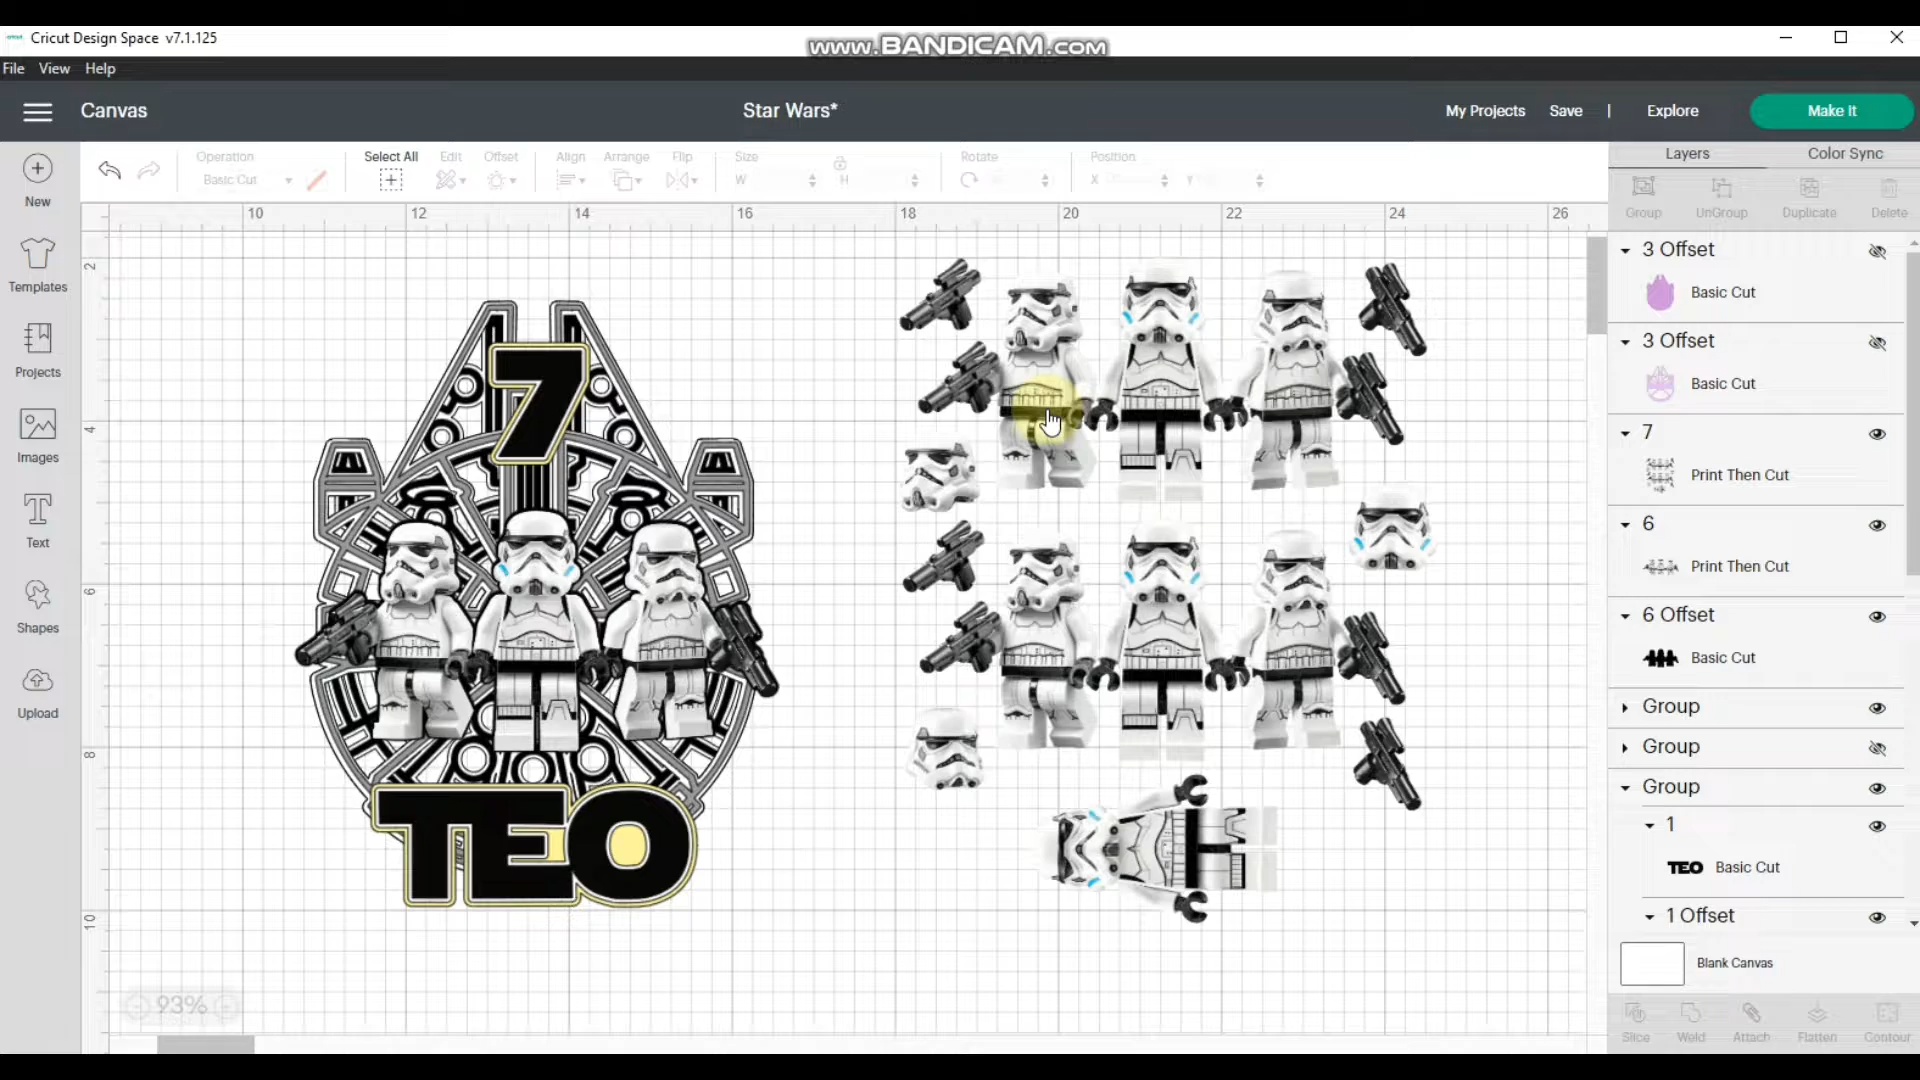 cricut Cricut Design Space v7.1.125
www.BANDICAM.com
File View Help
Canvas
Star Wars*
My Projects Save | Explore Make It
New
Templates
Projects
Images
Text
Shapes
Upload
Operation
Basic Cut
Select All
Edit
Offset
Align
Arrange
Flip
Size
W
H
Rotate
Position
X
Y
Layers Color Sync
Group UnGroup Duplicate Delete
10 12 14 16 18 20 22 24 26
2
4
6
8
10
7
TEO
93%
3 Offset
Basic Cut
3 Offset
Basic Cut
7
Print Then Cut
6
Print Then Cut
6 Offset
Basic Cut
Group
Group
Group
1
TEO Basic Cut
1 Offset
Blank Canvas
Slice Weld Attach Flatten Contour